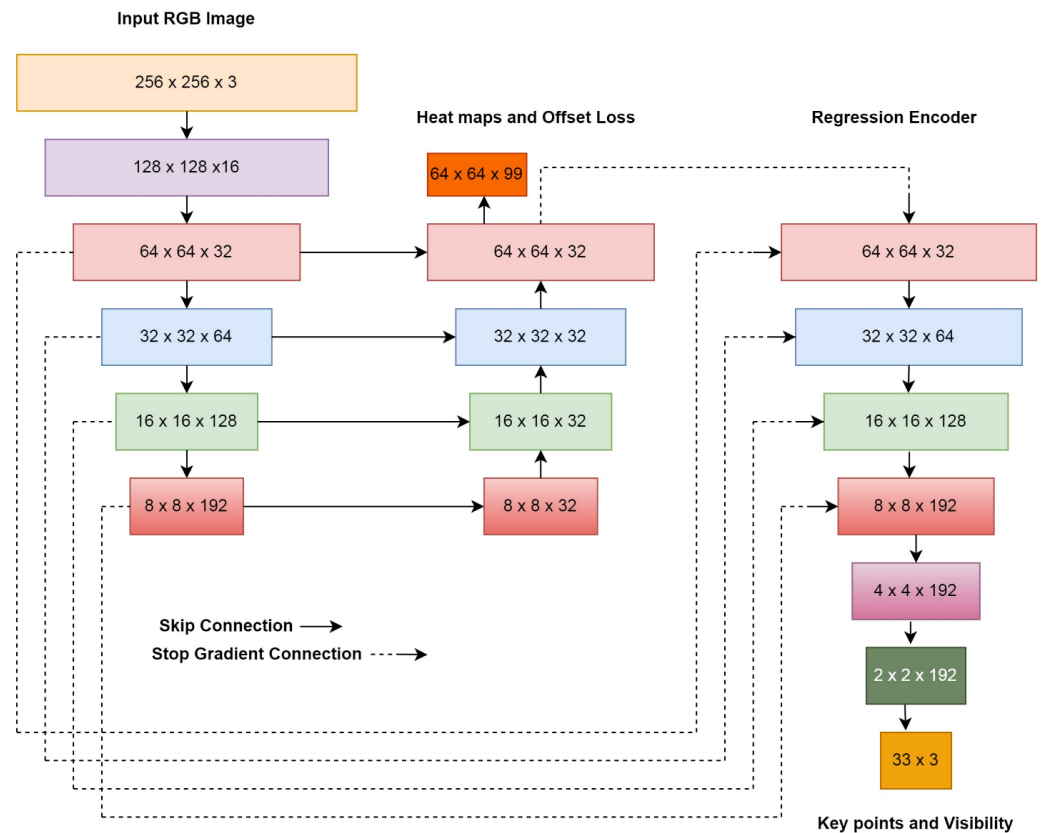 Input RGB Image
256 x 256 x 3
128 x 128 x16
64 x 64 x 32
32 x 32 x 64
16 x 16 x 128
8 x 8 x 192
Heat maps and Offset Loss
64 x 64 x 99
64 x 64 x 32
32 x 32 x 32
16 x 16 x 32
8 x 8 x 32
Regression Encoder
64 x 64 x 32
32 x 32 x 64
16 x 16 x 128
8 x 8 x 192
4 x 4 x 192
2 x 2 x 192
33 x 3
Key points and Visibility
Skip Connection
Stop Gradient Connection